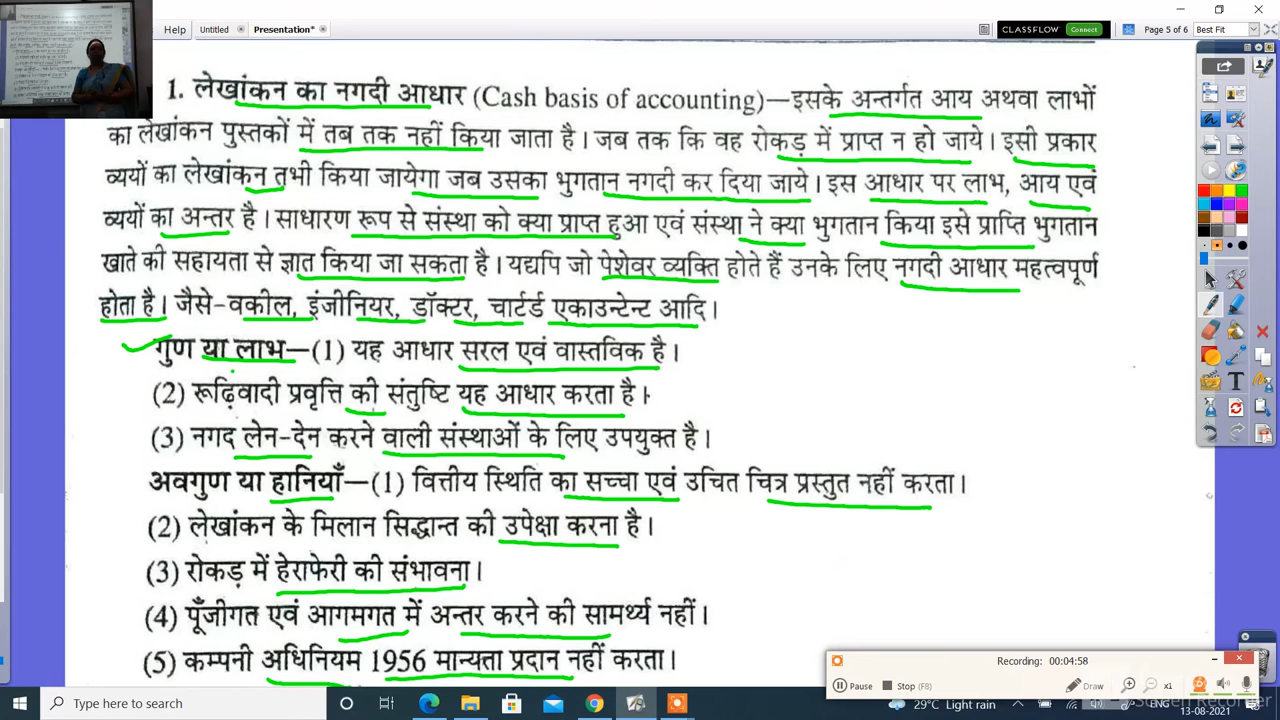 Help
Untitled
Presentation*
CLASSFLOW Connect
Page 5 of 6
Best Fit
1. लेखांकन का नगदी आधार (Cash basis of accounting)—इसके अन्तर्गत आय अथवा लाभों
का लेखांकन पुस्तकों में तब तक नहीं किया जाता है। जब तक कि वह रोकड़ में प्राप्त न हो जाये। इसी प्रकार
व्ययों का लेखांकन तभी किया जायेगा जब उसका भुगतान नगदी कर दिया जाये। इस आधार पर लाभ, आय एवं
व्ययों का अन्तर है। साधारण रूप से संस्था को क्या प्राप्त हुआ एवं संस्था ने क्या भुगतान किया इसे प्राप्ति भुगतान
खाते की सहायता से ज्ञात किया जा सकता है। यद्यपि जो पेशेवर व्यक्ति होते हैं उनके लिए नगदी आधार महत्वपूर्ण
होता है। जैसे-वकील, इंजीनियर, डॉक्टर, चार्टर्ड एकाउन्टेन्ट आदि।
गुण या लाभ—(1) यह आधार सरल एवं वास्तविक है।
(2) रूढ़िवादी प्रवृत्ति की संतुष्टि यह आधार करता है।
(3) नगद लेन-देन करने वाली संस्थाओं के लिए उपयुक्त है।
अवगुण या हानियाँ—(1) वित्तीय स्थिति का सच्चा एवं उचित चित्र प्रस्तुत नहीं करता।
(2) लेखांकन के मिलान सिद्धान्त की उपेक्षा करना है।
(3) रोकड़ में हेराफेरी की संभावना।
(4) पूँजीगत एवं आगमगत में अन्तर करने की सामर्थ्य नहीं।
(5) कम्पनी अधिनियम 1956 मान्यता प्रदान नहीं करता।
Recording: 00:04:58
Pause
Stop (F8)
Draw
x1
Type here to search
29°C Light rain
ENG
13-08-2021